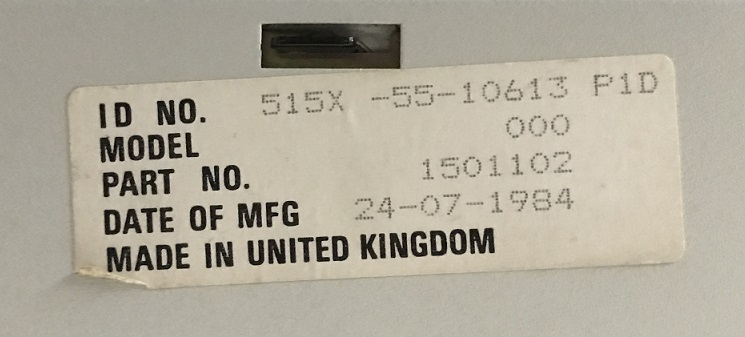 ID NO. 515X -55-10613 P1D
MODEL 000
PART NO. 1501102
DATE OF MFG 24-07-1984
MADE IN UNITED KINGDOM